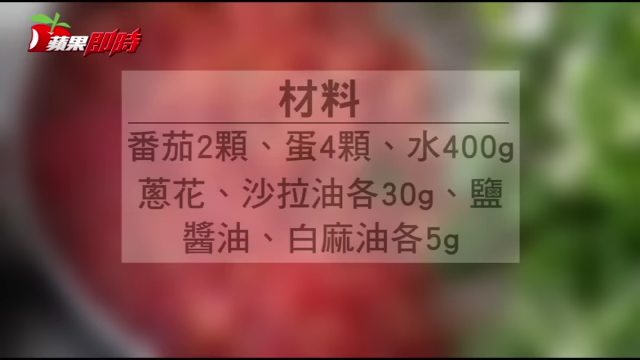 蘋果即時
材料
番茄2顆、蛋4顆、水400g
蔥花、沙拉油各30g、鹽
醬油、白麻油各5g